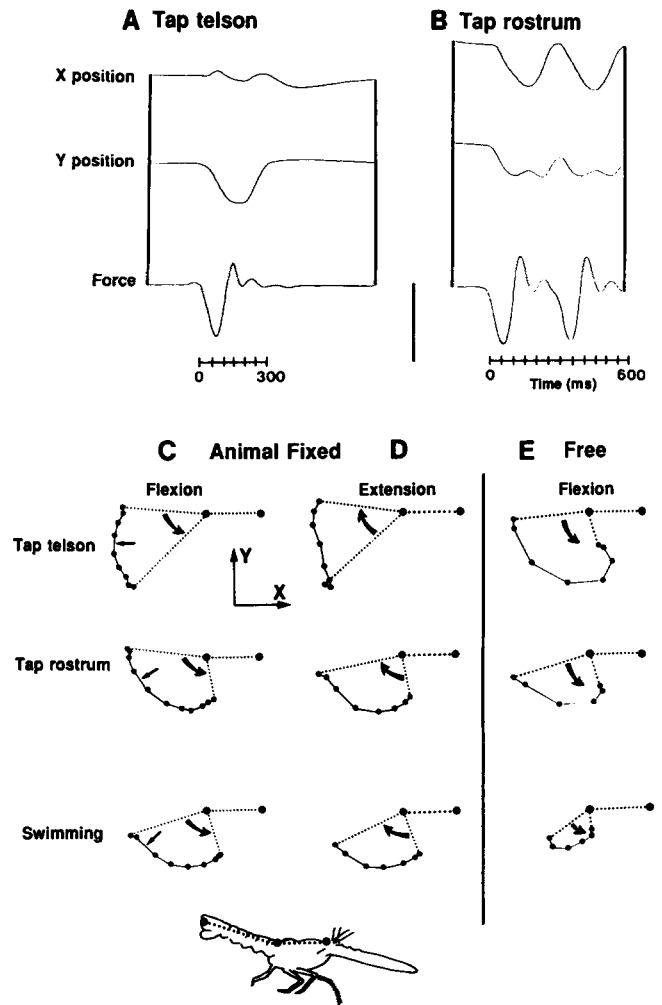 A Tap telson
B Tap rostrum
X position
Y position
Force
0 300
0 600
Time (ms)
C Animal Fixed D
E Free
Flexion
Extension
Flexion
Tap telson
Y
X
Tap rostrum
Swimming